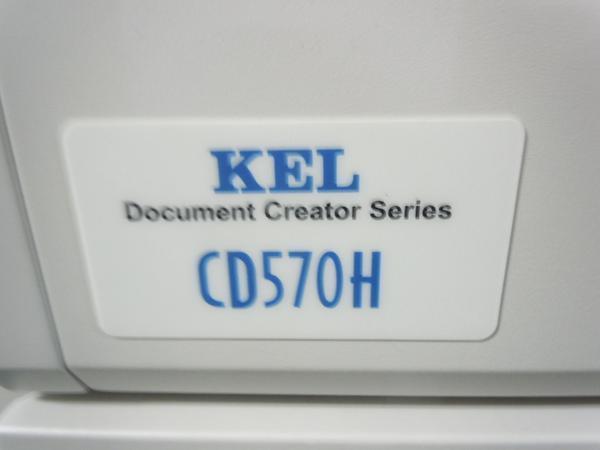 KEL
Document Creator Series
CD570H